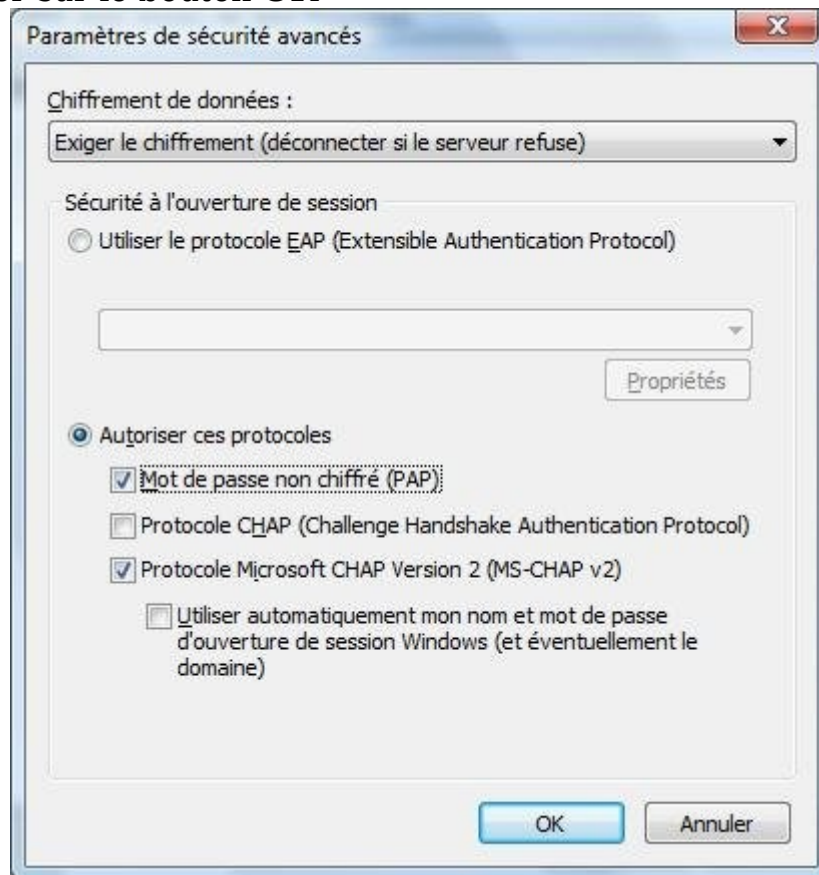 Paramètres de sécurité avancés
Chiffrement de données :
Exiger le chiffrement (déconnecter si le serveur refuse)
Sécurité à l'ouverture de session
Utiliser le protocole EAP (Extensible Authentication Protocol)
Propriétés
Autoriser ces protocoles
Mot de passe non chiffré (PAP)
Protocole CHAP (Challenge Handshake Authentication Protocol)
Protocole Microsoft CHAP Version 2 (MS-CHAP v2)
Utiliser automatiquement mon nom et mot de passe
d'ouverture de session Windows (et éventuellement le
domaine)
OK
Annuler